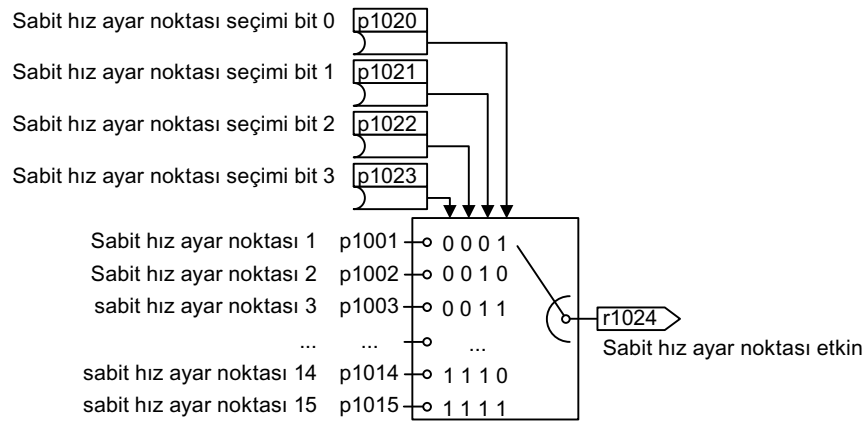 Sabit hız ayar noktası seçimi bit 0 p1020
Sabit hız ayar noktası seçimi bit 1 p1021
Sabit hız ayar noktası seçimi bit 2 p1022
Sabit hız ayar noktası seçimi bit 3 p1023
Sabit hız ayar noktası 1 p1001 0 0 0 1
Sabit hız ayar noktası 2 p1002 0 0 1 0
sabit hız ayar noktası 3 p1003 0 0 1 1
r1024
... ... ...
Sabit hız ayar noktası etkin
sabit hız ayar noktası 14 p1014 1 1 1 0
sabit hız ayar noktası 15 p1015 1 1 1 1